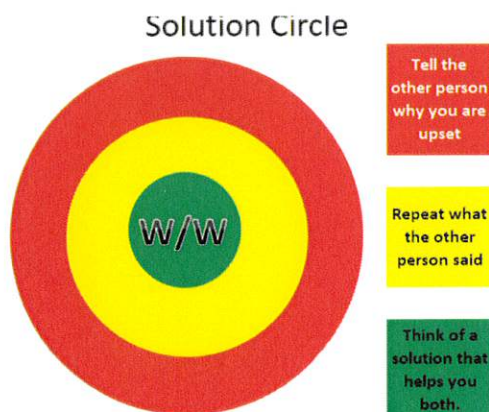 Solution Circle
W/W
Tell the
other person
why you are
upset
Repeat what
the other
person said
Think of a
solution that
helps you
both.